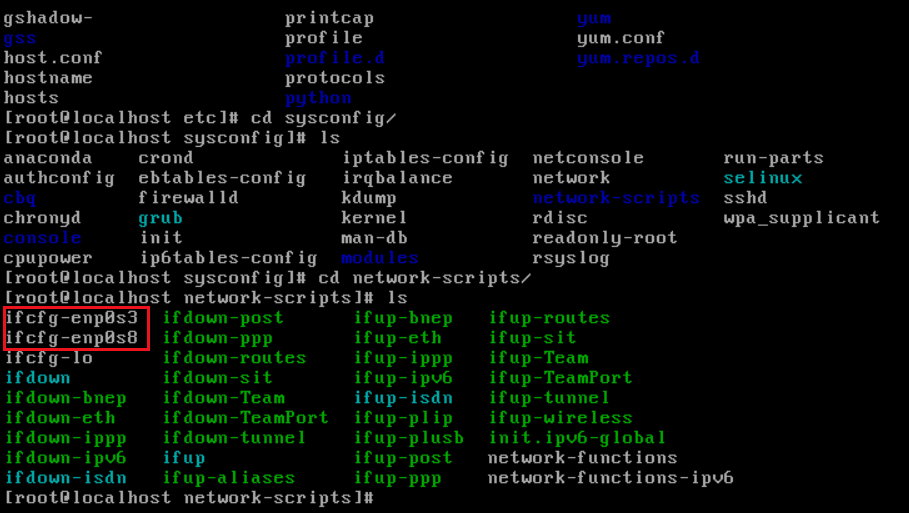 gshadow-                printcap                yum
gss                     profile                 yum.conf
host.conf               profile.d               yum.repos.d
hostname                protocols
hosts                   python
[root@localhost etc]# cd sysconfig/
[root@localhost sysconfig]# ls
anaconda    crond             iptables-config  netconsole       run-parts
authconfig  ebtables-config   irqbalance       network          selinux
cbq         firewalld         kdump            network-scripts  sshd
chronyd     grub              kernel           rdisc            wpa_supplicant
console     init              man-db           readonly-root
cpupower    ip6tables-config  modules          rsyslog
[root@localhost sysconfig]# cd network-scripts/
[root@localhost network-scripts]# ls
ifcfg-enp0s3  ifdown-post      ifup-bnep   ifup-routes
ifcfg-enp0s8  ifdown-ppp       ifup-eth    ifup-sit
ifcfg-lo      ifdown-routes    ifup-ippp   ifup-Team
ifdown        ifdown-sit       ifup-ipv6   ifup-TeamPort
ifdown-bnep   ifdown-Team      ifup-isdn   ifup-tunnel
ifdown-eth    ifdown-TeamPort  ifup-plip   ifup-wireless
ifdown-ippp   ifdown-tunnel    ifup-plusb  init.ipv6-global
ifdown-ipv6   ifup             ifup-post   network-functions
ifdown-isdn   ifup-aliases     ifup-ppp    network-functions-ipv6
[root@localhost network-scripts]#